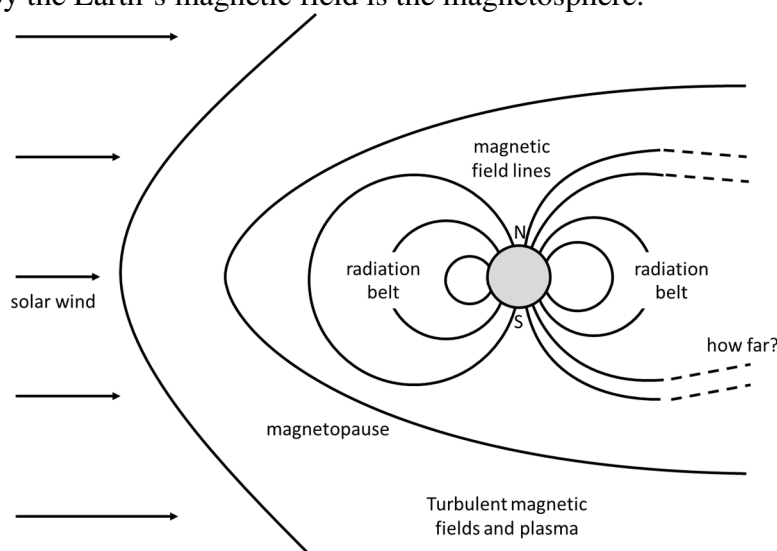 by the Earth's magnetic field is the magnetosphere.
magnetic
field lines
N
radiation
belt
radiation
belt
solar wind
S
how far?
magnetopause
Turbulent magnetic
fields and plasma